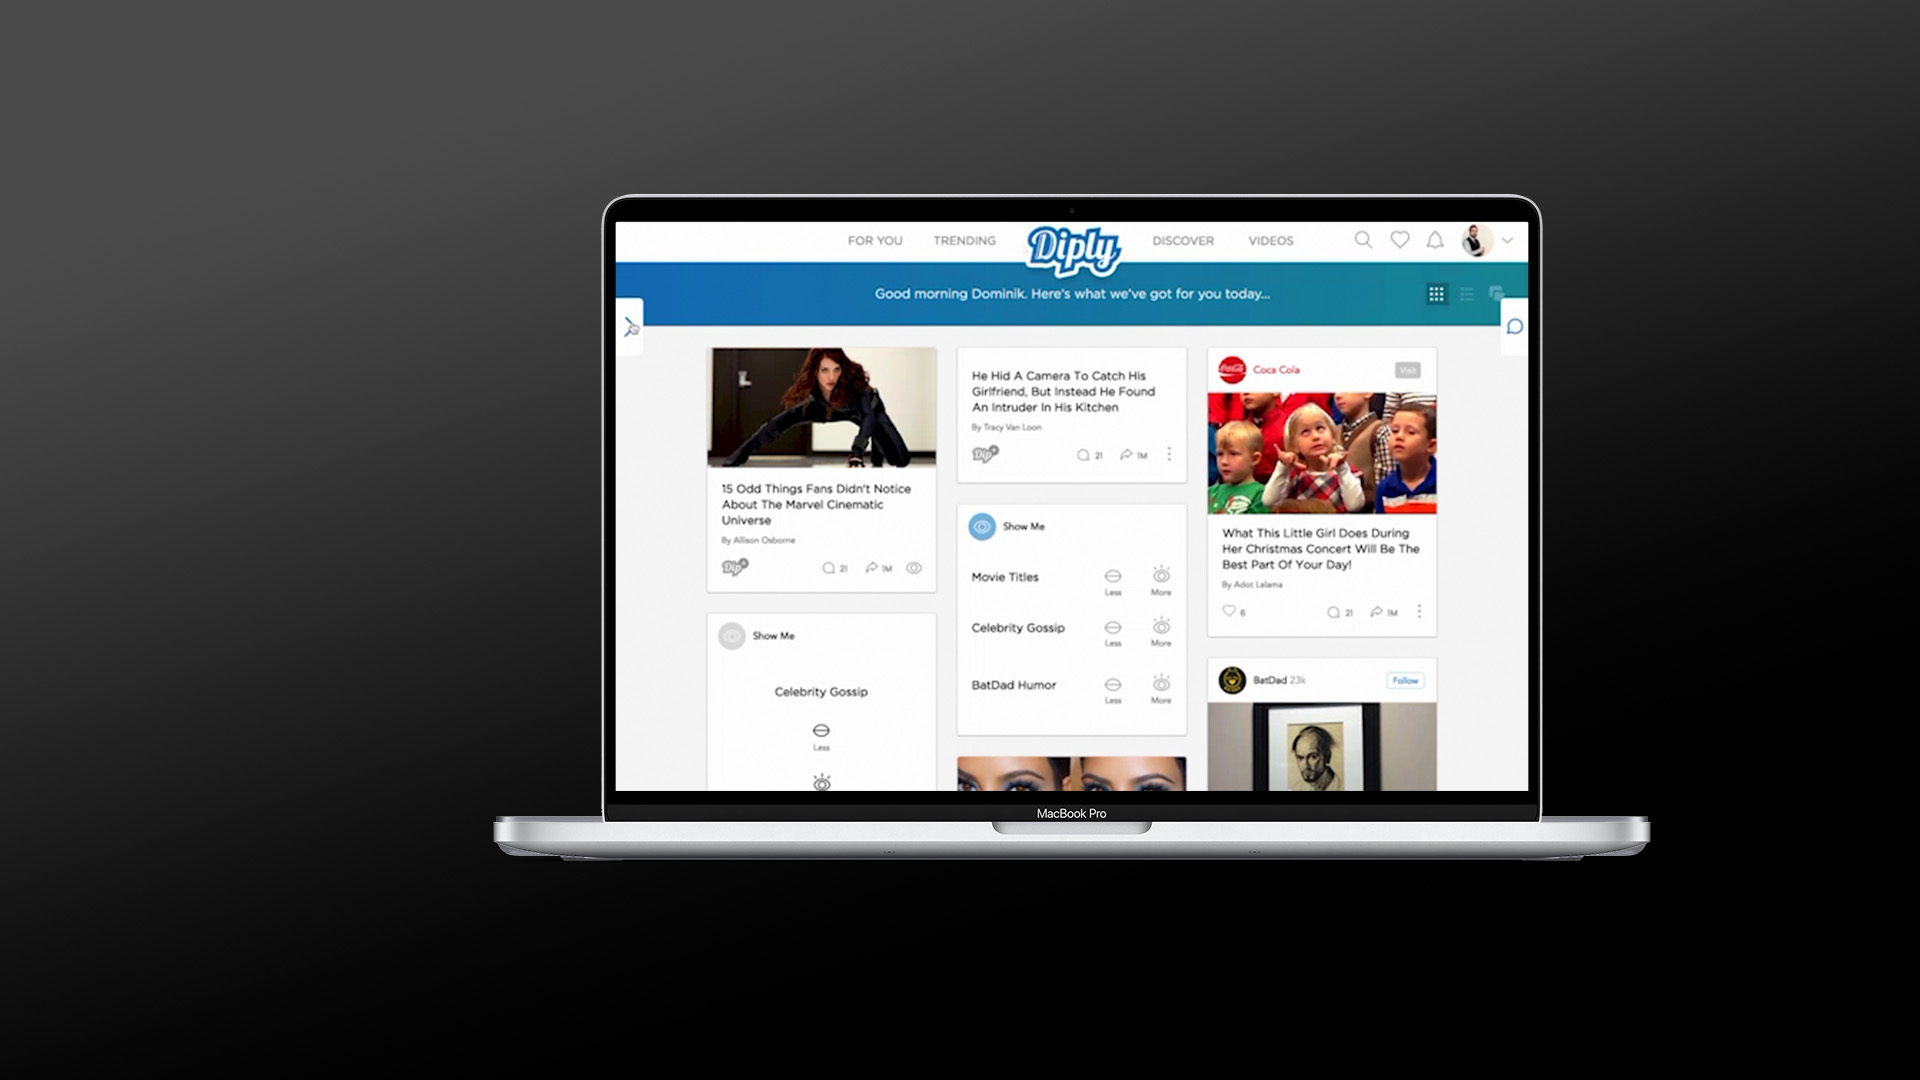 FOR YOU
TRENDING
Diply
DISCOVER
VIDEOS
Good morning Dominik. Here's what we've got for you today...
15 Odd Things Fans Didn't Notice
About The Marvel Cinematic
Universe
By Allison Osborne
Dip
21
1M
Show Me
Celebrity Gossip
Less
He Hid A Camera To Catch His
Girlfriend, But Instead He Found
An Intruder In His Kitchen
By Tracy Van Loon
Dip
21
1M
Show Me
Movie Titles
Less
More
Celebrity Gossip
Less
More
BatDad Humor
Less
More
Coca Cola
Visit
What This Little Girl Does During
Her Christmas Concert Will Be The
Best Part Of Your Day!
By Adot Lalama
6
21
1M
BatDad 23k
Follow
MacBook Pro